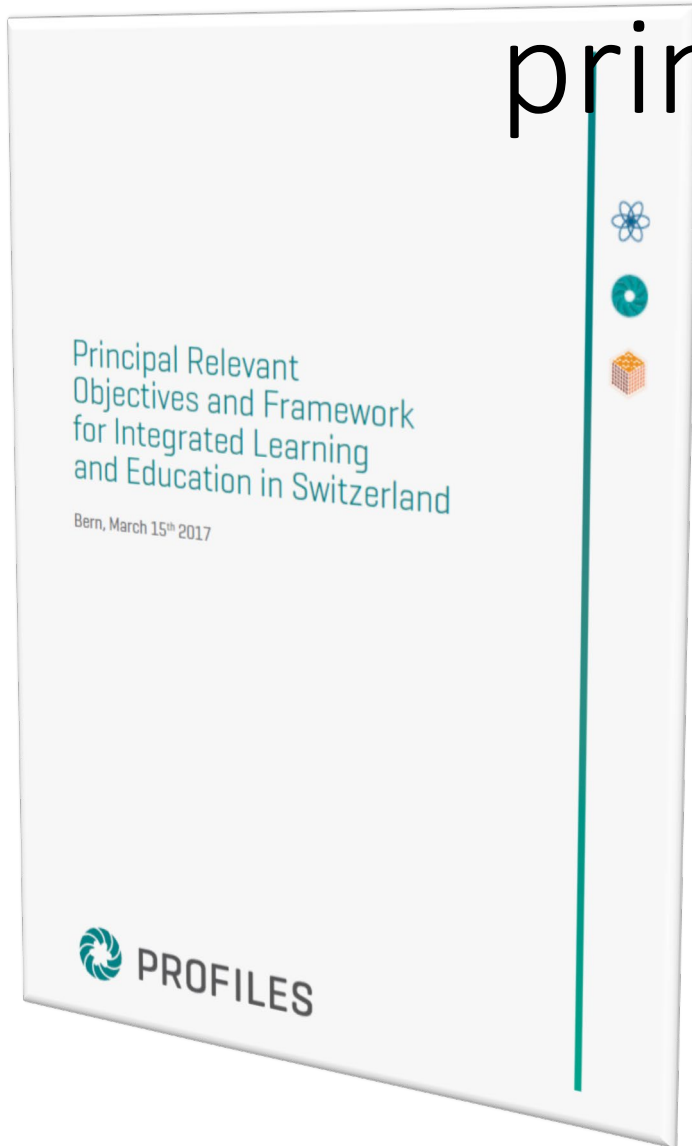 prin
Principal Relevant
Objectives and Framework
for Integrated Learning
and Education in Switzerland
Bern, March 15th 2017
PROFILES